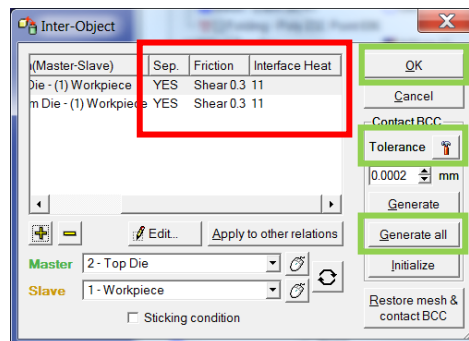 Inter-Object
(Master-Slave) Sep. Friction Interface Heat
Die - (1) Workpiece YES Shear 0.3 11
m Die - (1) Workpiece YES Shear 0.3 11
OK
Cancel
Contact BCC
Tolerance
0.0002 mm
Generate
Generate all
Initialize
Restore mesh &
contact BCC
Edit... Apply to other relations
Master 2 - Top Die
Slave 1 - Workpiece
Sticking condition